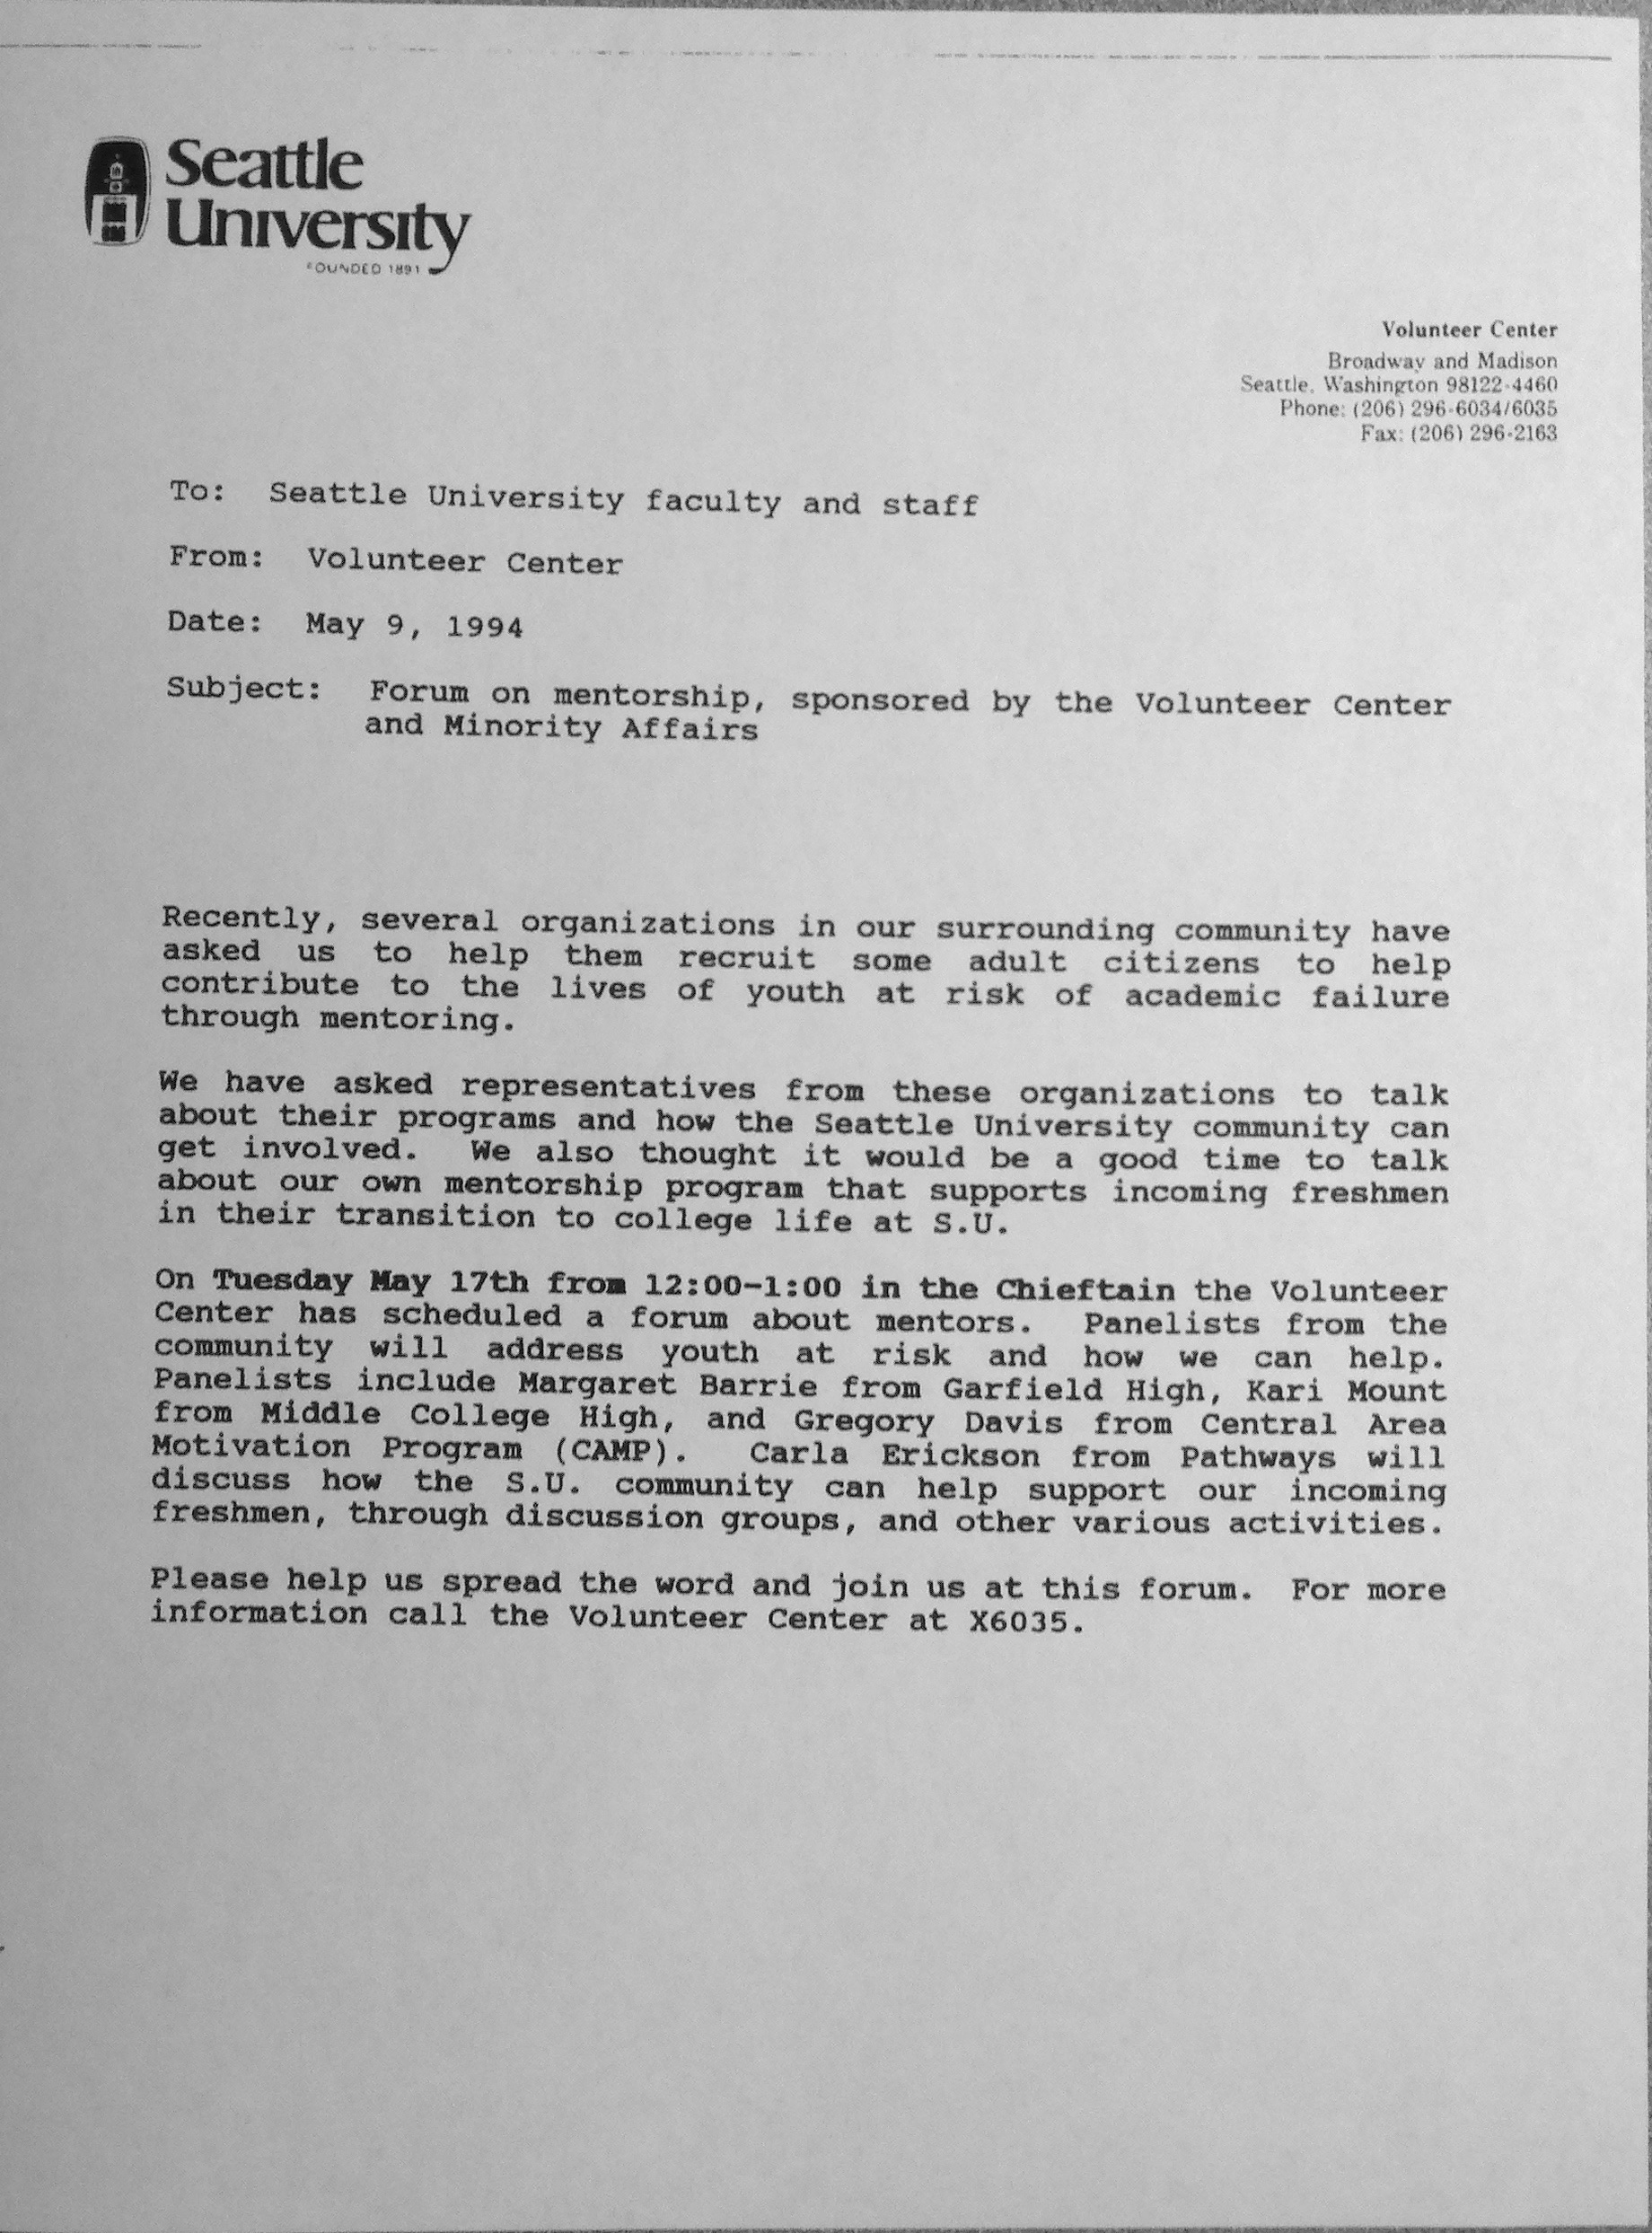 Seattle
University
FOUNDED 1891
Volunteer Center
Broadway and Madison
Seattle, Washington 98122-4460
Phone: (206) 296-6034/6035
Fax: (206) 296-2163
To: Seattle University faculty and staff
From: Volunteer Center
Date: May 9, 1994
Subject: Forum on mentorship, sponsored by the Volunteer Center
and Minority Affairs
Recently, several organizations in our surrounding community have
asked us to help them recruit some adult citizens to help
contribute to the lives of youth at risk of academic failure
through mentoring.
We have asked representatives from these organizations to talk
about their programs and how the Seattle University community can
get involved. We also thought it would be a good time to talk
about our own mentorship program that supports incoming freshmen
in their transition to college life at S.U.
On Tuesday May 17th from 12:00-1:00 in the Chieftain the Volunteer
Center has scheduled a forum about mentors. Panelists from the
community will address youth at risk and how we can help.
Panelists include Margaret Barrie from Garfield High, Kari Mount
from Middle College High, and Gregory Davis from Central Area
Motivation Program (CAMP). Carla Erickson from Pathways will
discuss how the S.U. community can help support our incoming
freshmen, through discussion groups, and other various activities.
Please help us spread the word and join us at this forum. For more
information call the Volunteer Center at X6035.